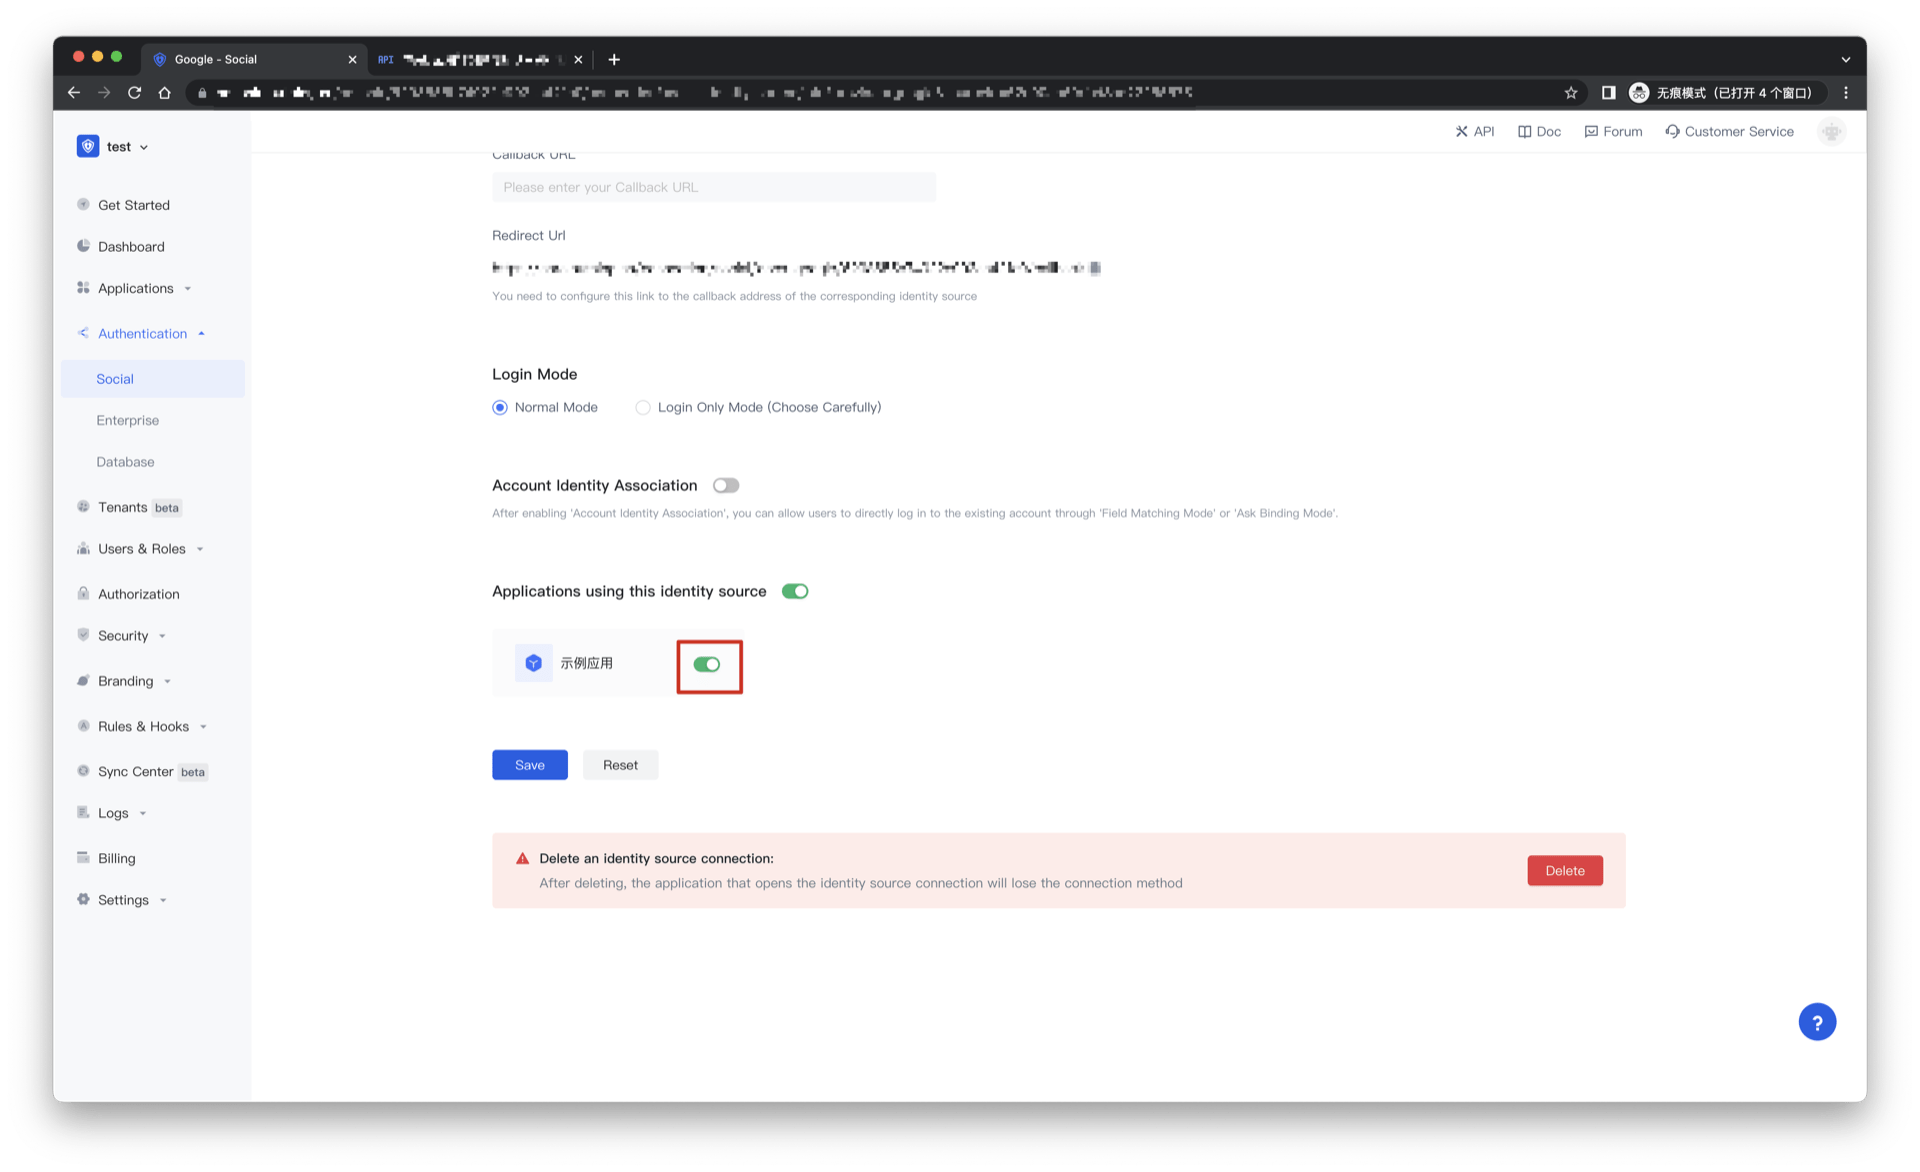 Google - Social
API
无痕模式（已打开 4 个窗口）
test
API
Doc
Forum
Customer Service
Get Started
Dashboard
Applications
Authentication
Social
Enterprise
Database
Tenants beta
Users & Roles
Authorization
Security
Branding
Rules & Hooks
Sync Center beta
Logs
Billing
Settings
Callback URL
Please enter your Callback URL
Redirect Url
You need to configure this link to the callback address of the corresponding identity source
Login Mode
Normal Mode
Login Only Mode (Choose Carefully)
Account Identity Association
After enabling 'Account Identity Association', you can allow users to directly log in to the existing account through 'Field Matching Mode' or 'Ask Binding Mode'.
Applications using this identity source
示例应用
Save
Reset
Delete an identity source connection:
After deleting, the application that opens the identity source connection will lose the connection method
Delete
?